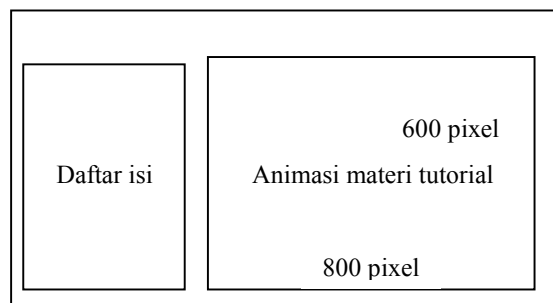 600 pixel
Daftar isi
Animasi materi tutorial
800 pixel